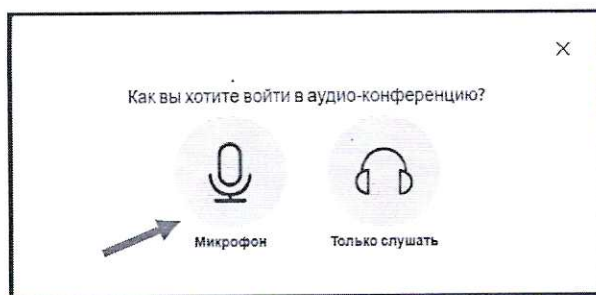 Как вы хотите войти в аудио-конференцию?
Микрофон
Только слушать